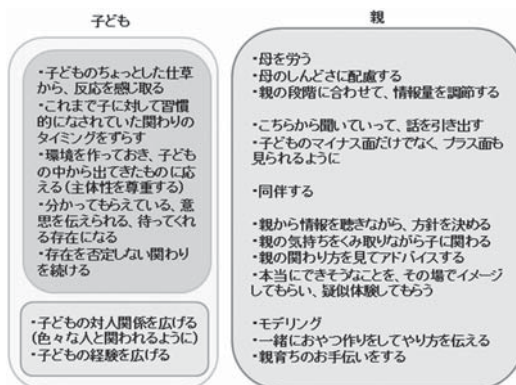 子ども
・子どものちょっとした仕草
から、反応を感じ取る
・これまで子に対して習慣
的になされていた関わりの
タイミングをずらす
・環境を作っておき、子ども
の中から出てきたものに応
える(主体性を尊重する)
・分かってもらえている、意
思を伝えられる、待ってくれ
る存在になる
・存在を否定しない関わり
を続ける
・子どもの対人関係を広げる
(色々な人と関われるように)
・子どもの経験を広げる
親
・母を労う
・母のしんどさに配慮する
・親の段階に合わせて、情報量を調節する
・こちらから聞いていって、話を引き出す
・子どものマイナス面だけでなく、プラス面も
見られるように
・同伴する
・親から情報を聴きながら、方針を決める
・親の気持ちをくみ取りながら子に関わる
・親の関わり方を見てアドバイスする
・本当にできそうなことを、その場でイメージ
してもらい、疑似体験してもらう
・モデリング
・一緒におやつ作りをしてやり方を伝える
・親育ちのお手伝いをする